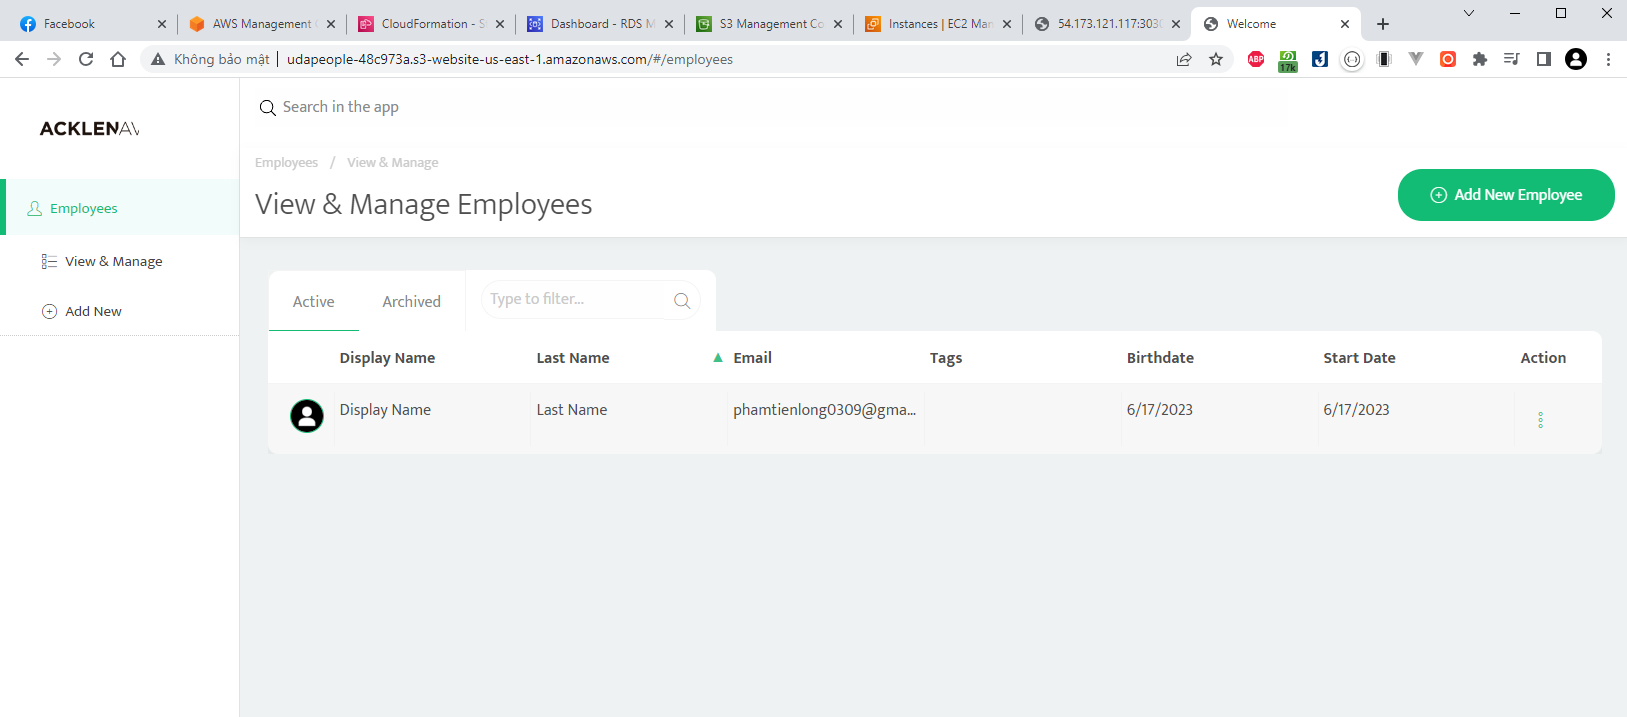 Facebook
AWS Management
CloudFormation - S
Dashboard - RDS M
S3 Management Co
Instances | EC2 Man
54.173.121.117:3030
Welcome
Không bảo mật
udapeople-48c973a.s3-website-us-east-1.amazonaws.com/#/employees
ABP
17k
ACKLENAV
Search in the app
Employees / View & Manage
View & Manage Employees
Add New Employee
Employees
View & Manage
Add New
Active
Archived
Type to filter...
Display Name Last Name Email Tags Birthdate Start Date Action
Display Name Last Name phamtienlong0309@gma... 6/17/2023 6/17/2023